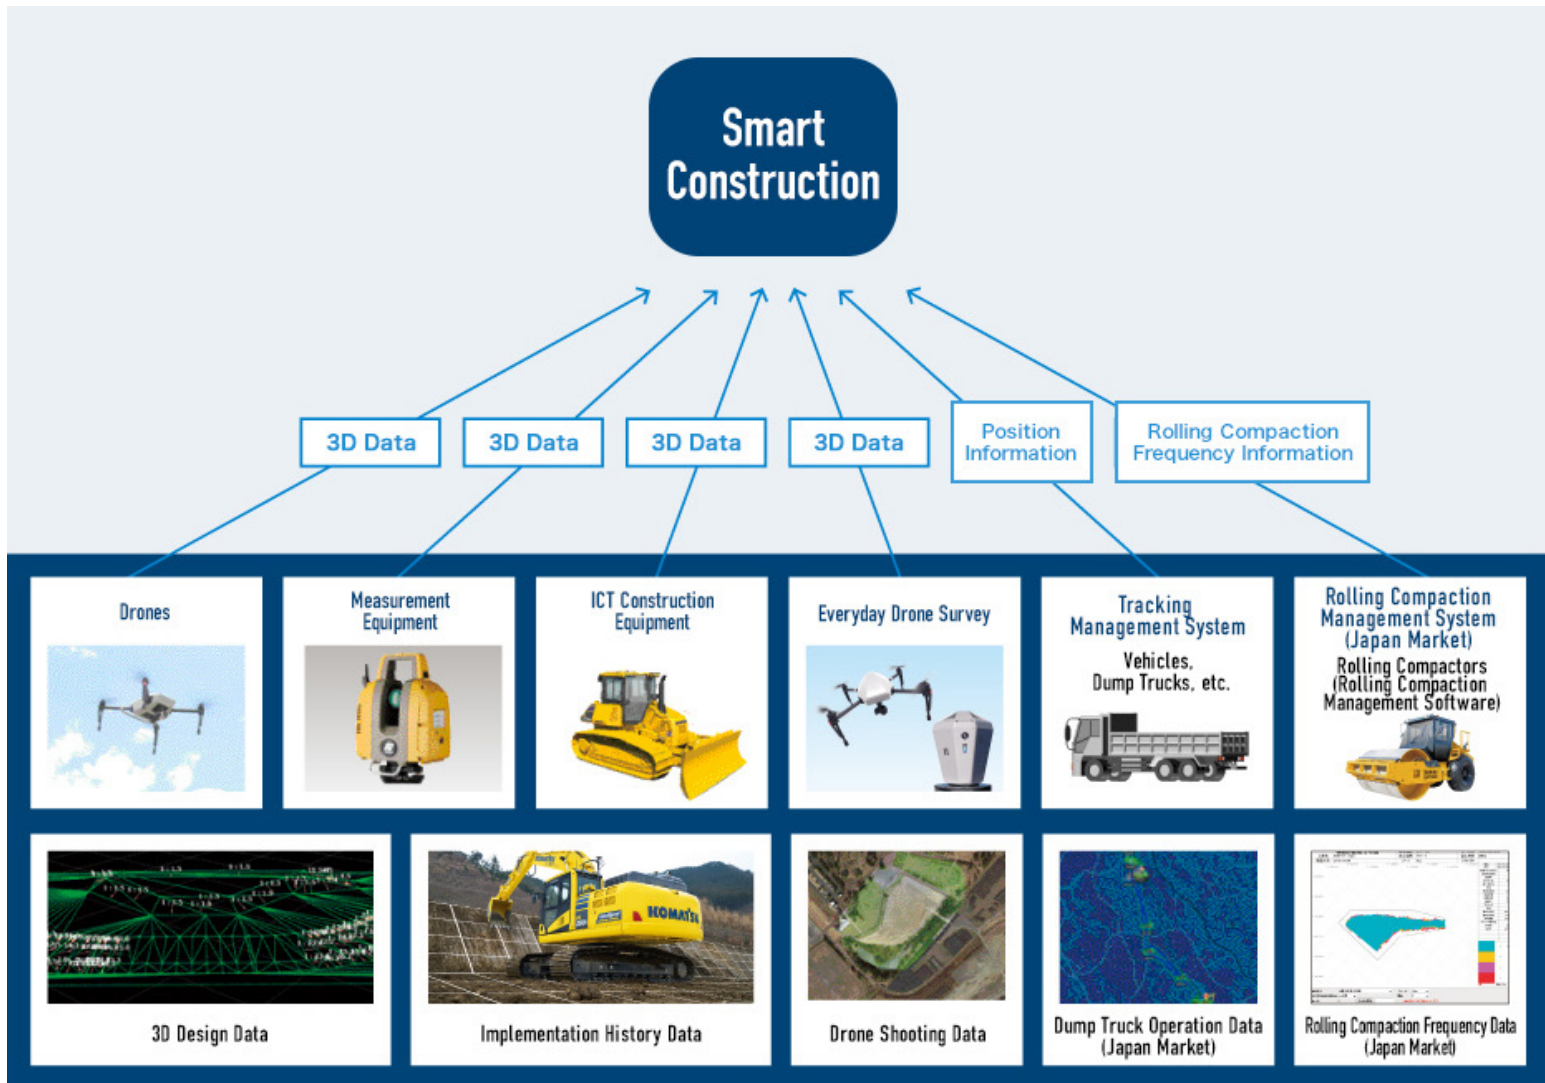 Smart
Construction
3D Data
3D Data
3D Data
3D Data
Position
Information
Rolling Compaction
Frequency Information
Drones
Measurement
Equipment
ICT Construction
Equipment
Everyday Drone Survey
Tracking
Management System
Vehicles,
Dump Trucks, etc.
Rolling Compaction
Management System
(Japan Market)
Rolling Compactors
(Rolling Compaction
Management Software)
KOMATSU
3D Design Data
Implementation History Data
Drone Shooting Data
Dump Truck Operation Data
(Japan Market)
Rolling Compaction Frequency Data
(Japan Market)